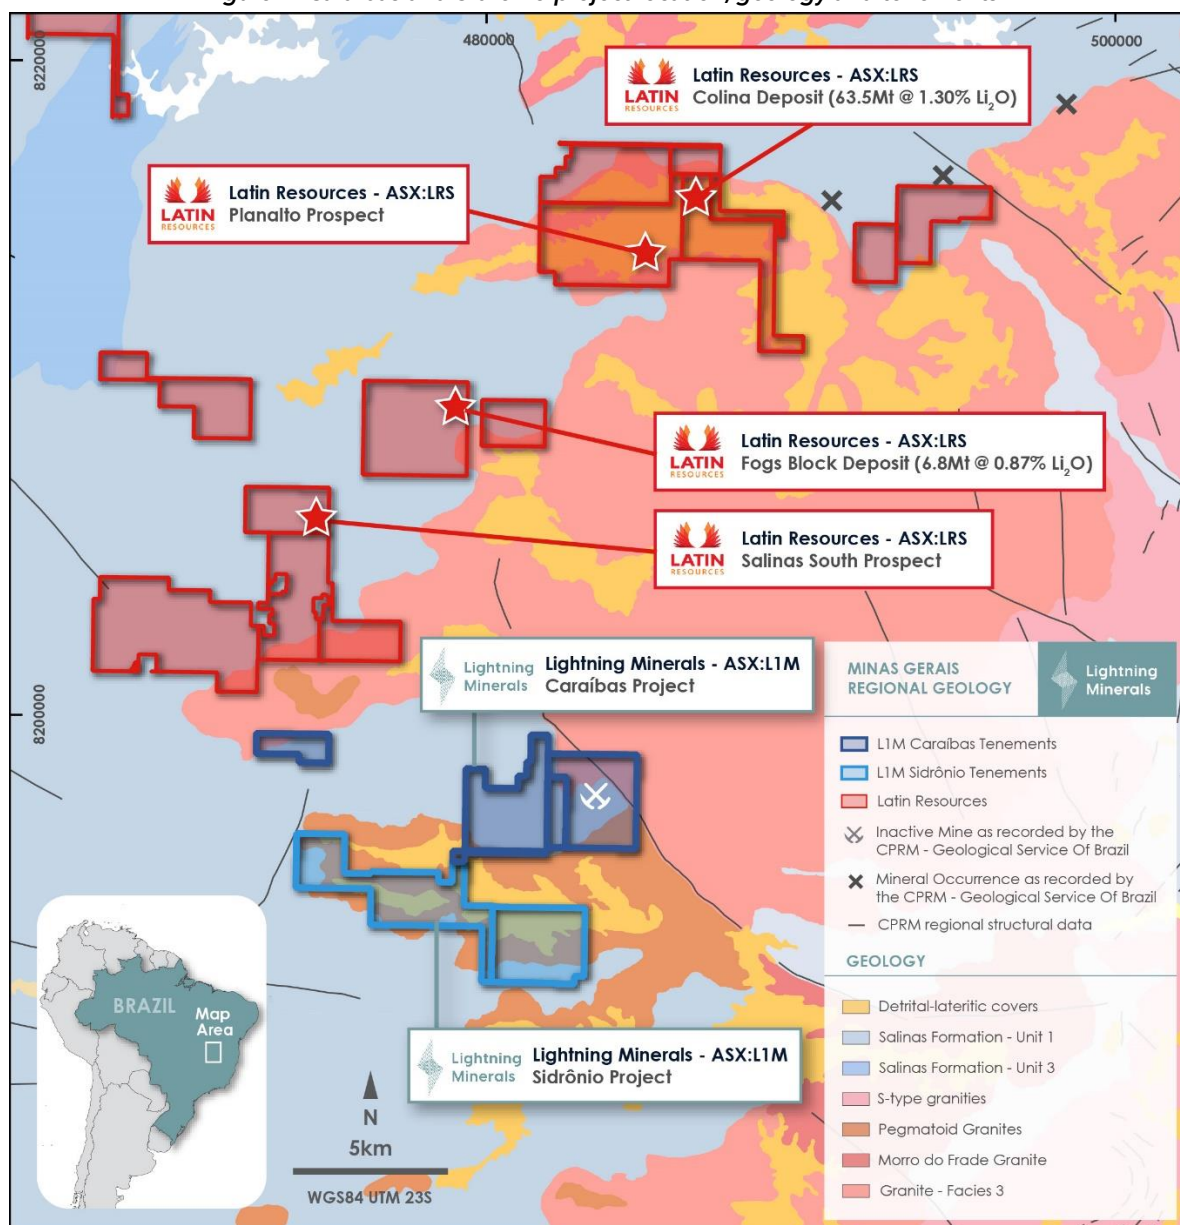 480000
500000
8220000
8200000
LATIN
RESOURCES
Latin Resources - ASX:LRS
Colina Deposit (63.5Mt @ 1.30% Li₂O)
LATIN
RESOURCES
Latin Resources - ASX:LRS
Planalto Prospect
LATIN
RESOURCES
Latin Resources - ASX:LRS
Fogs Block Deposit (6.8Mt @ 0.87% Li₂O)
LATIN
RESOURCES
Latin Resources - ASX:LRS
Salinas South Prospect
Lightning
Minerals
Lightning Minerals - ASX:L1M
Caraíbas Project
Lightning
Minerals
Lightning Minerals - ASX:L1M
Sidrônio Project
MINAS GERAIS
REGIONAL GEOLOGY
Lightning
Minerals
L1M Caraíbas Tenements
L1M Sidrônio Tenements
Latin Resources
Inactive Mine as recorded by the
CPRM - Geological Service Of Brazil
Mineral Occurrence as recorded by
the CPRM - Geological Service Of Brazil
CPRM regional structural data
GEOLOGY
Detrital-lateritic covers
Salinas Formation - Unit 1
Salinas Formation - Unit 3
S-type granities
Pegmatoid Granites
Morro do Frade Granite
Granite - Facies 3
BRAZIL
Map
Area
N
5km
WGS84 UTM 23S